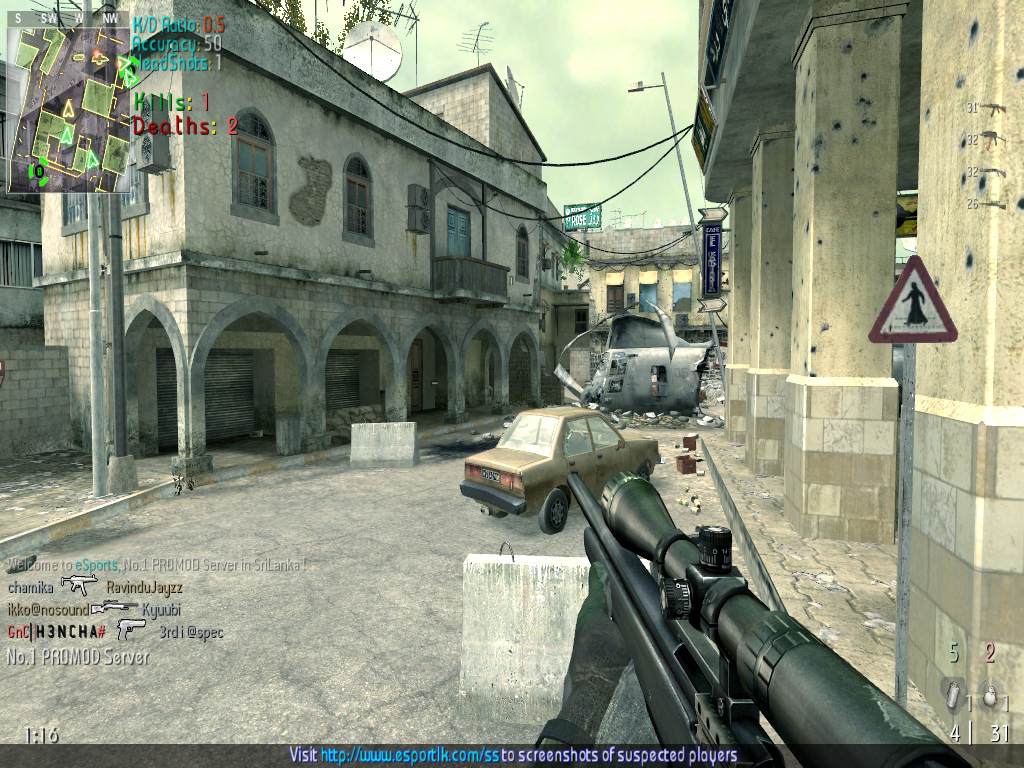 S SW W NW
K/D Ratio: 0.5
Accuracy: 50
HeadShots: 1
Kills: 1
Deaths: 2
31
32
32
26
ROSE
CAFE
Welcome to eSports, No.1 PROMOD Server in SriLanka!
chamika RavinduJayzz
ikko@nosound Kyuubi
GnC|H3NCHA# 3rd i @spec
No.1 PROMOD Server
5 2
1 1
4| 31
1:16
Visit http://www.esportlk.com/ss to screenshots of suspected players